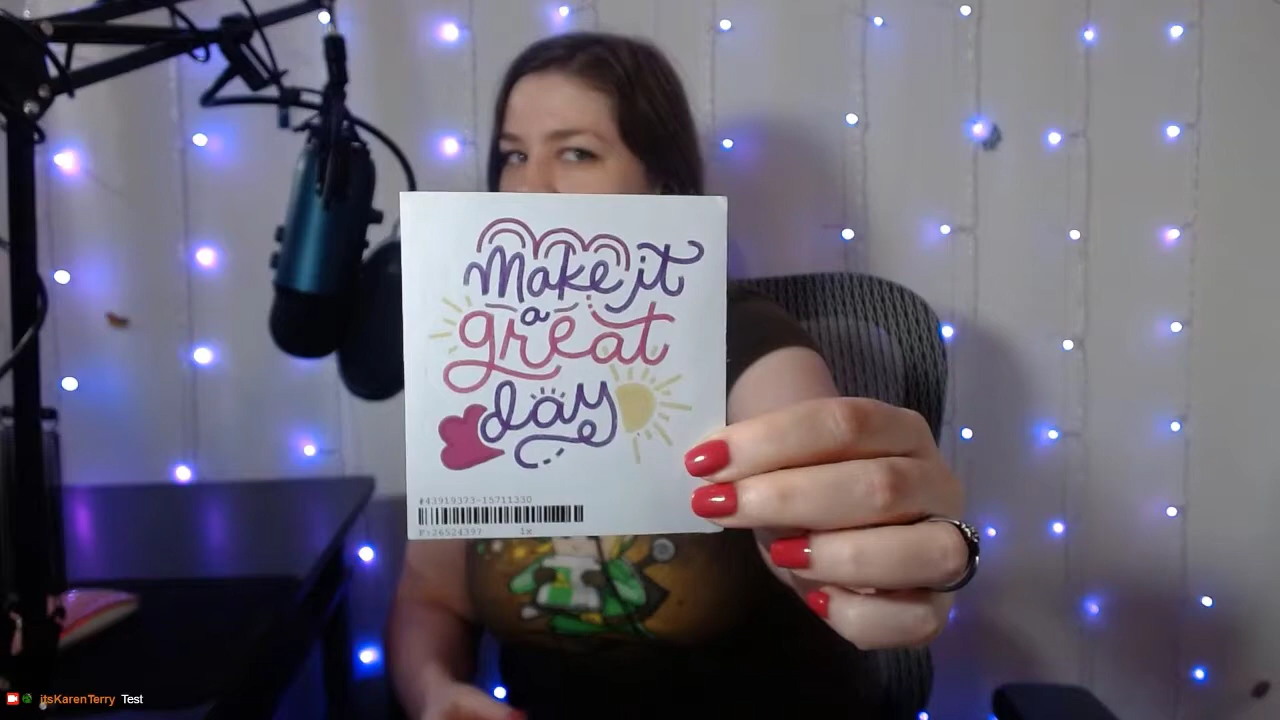 Make it
a
great
day
#43919373-15711330
P:26524397 1x
itsKarenTerry Test